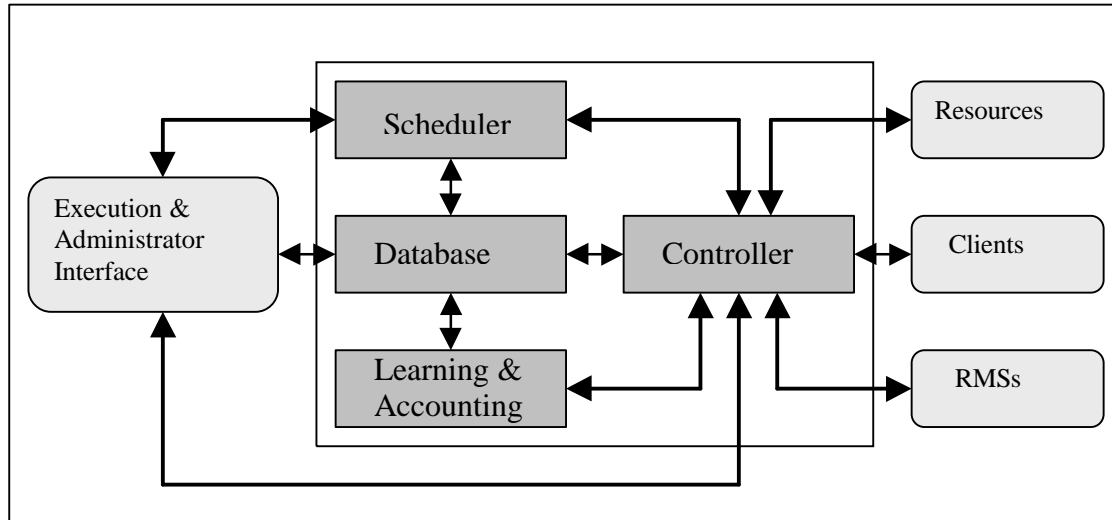 Scheduler
Resources
Execution &
Administrator
Interface
Database
Controller
Clients
Learning &
Accounting
RMSs